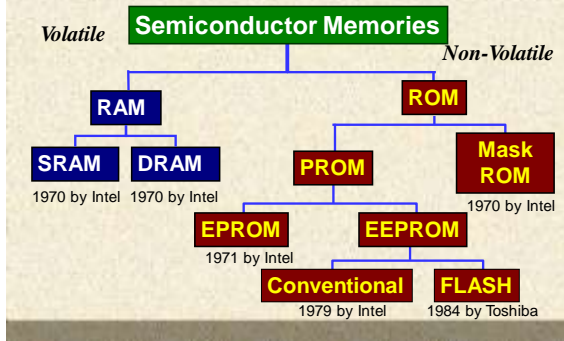 Semiconductor Memories
Volatile
Non-Volatile
RAM
ROM
SRAM
DRAM
PROM
Mask
ROM
1970 by Intel
1970 by Intel
1970 by Intel
EPROM
EEPROM
1971 by Intel
Conventional
FLASH
1979 by Intel
1984 by Toshiba